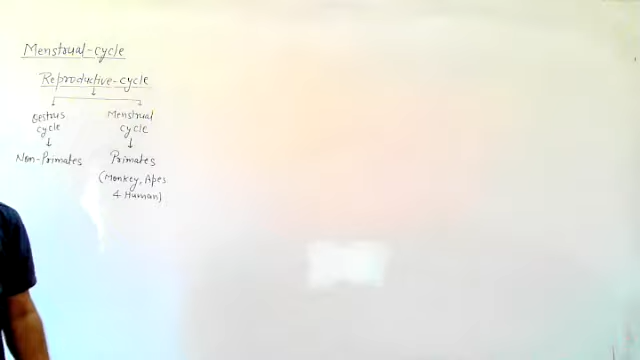 Menstrual-cycle
Reproductive-cycle
Oestrus Menstrual
cycle cycle
Non-Primates Primates
(Monkey, Apes
& Human)